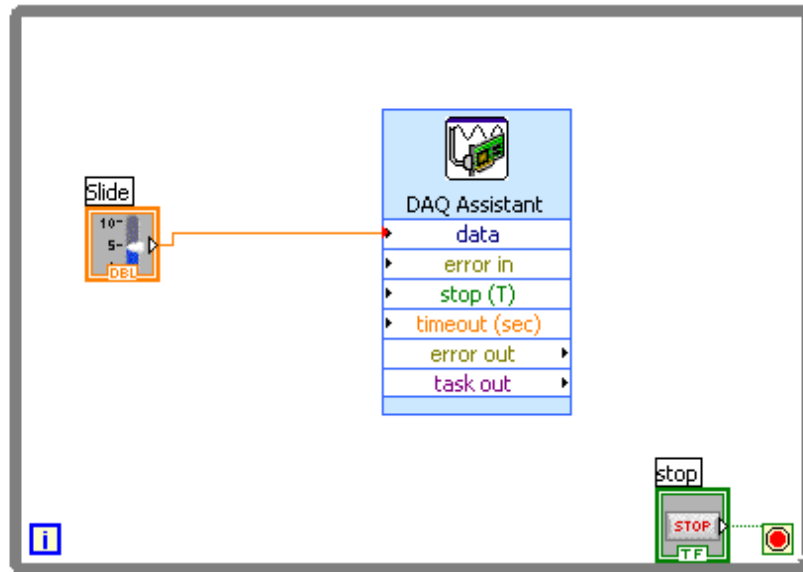 Slide
10
5
DBL
DAQ Assistant
data
error in
stop (T)
timeout (sec)
error out
task out
stop
STOP
TF
i